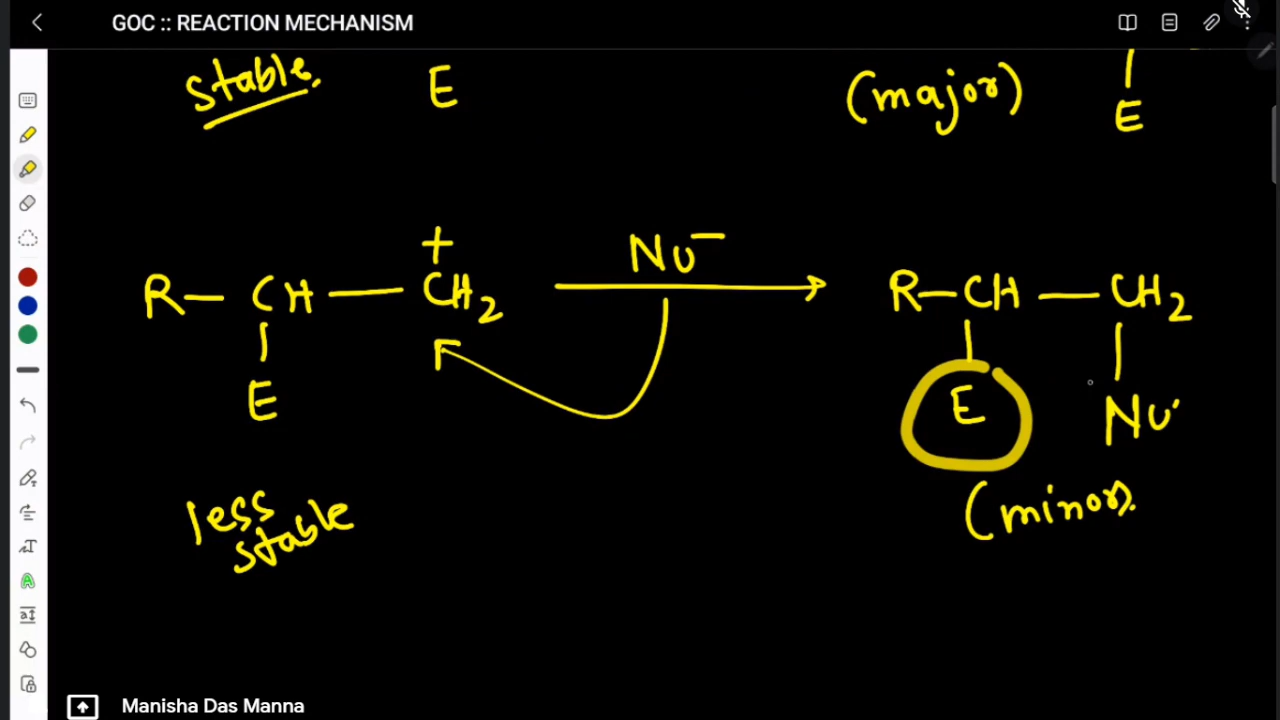 GOC :: REACTION MECHANISM
stable. E (major) E
+ Nu⁻
R — CH — CH₂ → R—CH — CH₂
E E Nu
less
stable (minor).
Manisha Das Manna